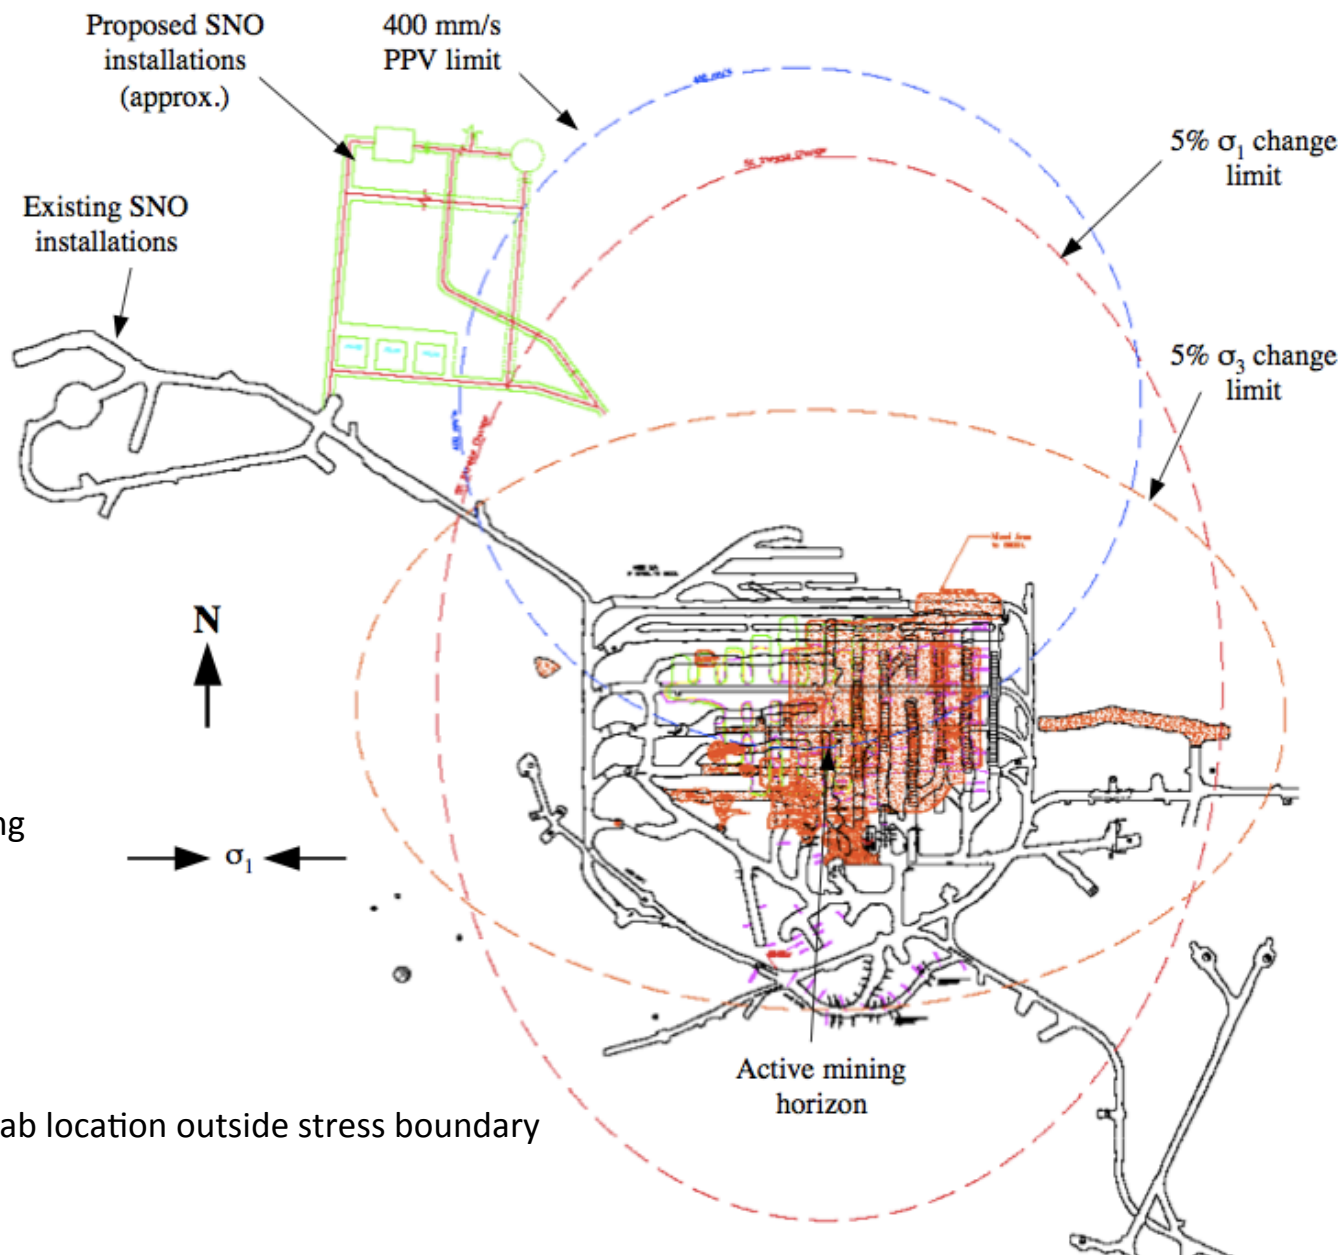 Proposed SNO
installations
(approx.)
400 mm/s
PPV limit
5% σ₁ change
limit
Existing SNO
installations
5% σ₃ change
limit
N
ng
σ₁
Active mining
horizon
ab location outside stress boundary